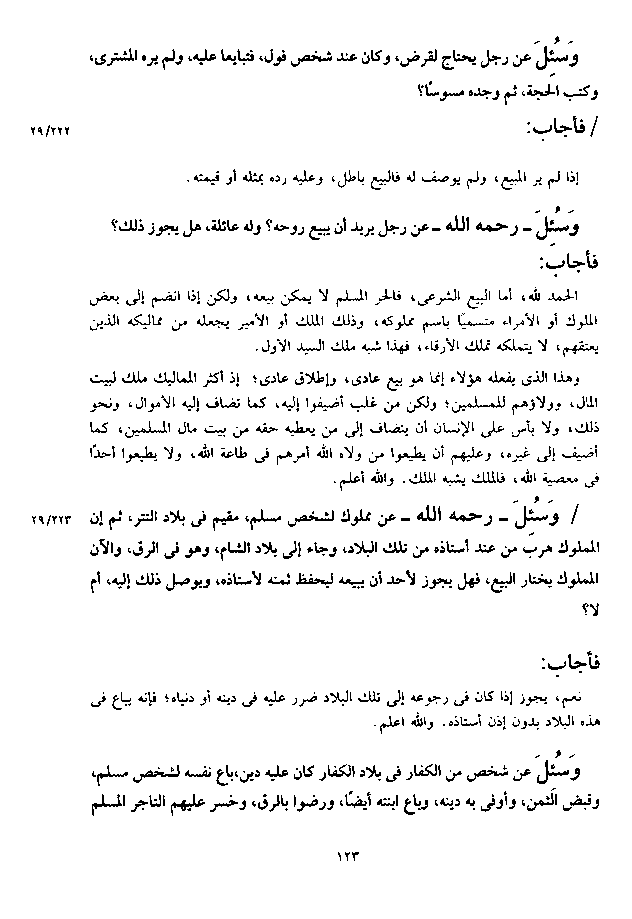 وَسُئِلَ عن رجل يحتاج لقرض، وكان عند شخص فول، فتبايعا عليه، ولم يره المشترى،
وكتب الحجة، ثم وجده مسوسًا؟
/ فأجاب:
٢٩/٢٢٢
إذا لم ير المبيع، ولم يوصف له فالبيع باطل، وعليه رده بمثله أو قيمته.
وَسُئِلَ ـ رحمه الله ـ عن رجل يريد أن يبيع روحه؟ وله عائلة، هل يجوز ذلك؟
فأجاب:
الحمد لله، أما البيع الشرعى، فالحر المسلم لا يمكن بيعه، ولكن إذا انضم إلى بعض
الملوك أو الأمراء متسميًا باسم مملوكه، وذلك الملك أو الأمير يجعله من مماليكه الذين
يعتقهم، لا يتملكه تملك الأرقاء، فهذا شبه ملك السيد الأول.
وهذا الذى يفعله هؤلاء إنما هو بيع عادى، وإطلاق عادى؛ إذ أكثر المماليك ملك لبيت
المال، وولاؤهم للمسلمين؛ ولكن من غلب أضيفوا إليه، كما تضاف إليه الأموال، ونحو
ذلك، ولا بأس على الإنسان أن ينضاف إلى من يعطيه حقه من بيت مال المسلمين، كما
أضيف إلى غيره، وعليهم أن يطيعوا من ولاه الله أمرهم فى طاعة الله، ولا يطيعوا أحدًا
فى معصية الله، فالملك يشبه الملك. والله أعلم.
/ وَسُئِلَ ـ رحمه الله ـ عن مملوك لشخص مسلم، مقيم فى بلاد التتر، ثم إن
٢٩/٢٢٣
المملوك هرب من عند أستاذه من تلك البلاد، وجاء إلى بلاد الشام، وهو فى الرق، والآن
المملوك يختار البيع، فهل يجوز لأحد أن يبيعه ليحفظ ثمنه لأستاذه، ويوصل ذلك إليه، أم
لا؟
فأجاب:
نعم، يجوز إذا كان فى رجوعه إلى تلك البلاد ضرر عليه فى دينه أو دنياه؛ فإنه يباع فى
هذه البلاد بدون إذن أستاذه. والله اعلم.
وَسُئِلَ عن شخص من الكفار فى بلاد الكفار كان عليه دين،باع نفسه لشخص مسلم،
وقبض الثمن، وأوفى به دينه، وباع ابنته أيضًا، ورضوا بالرق، وخسر عليهم التاجر المسلم
١٢٣